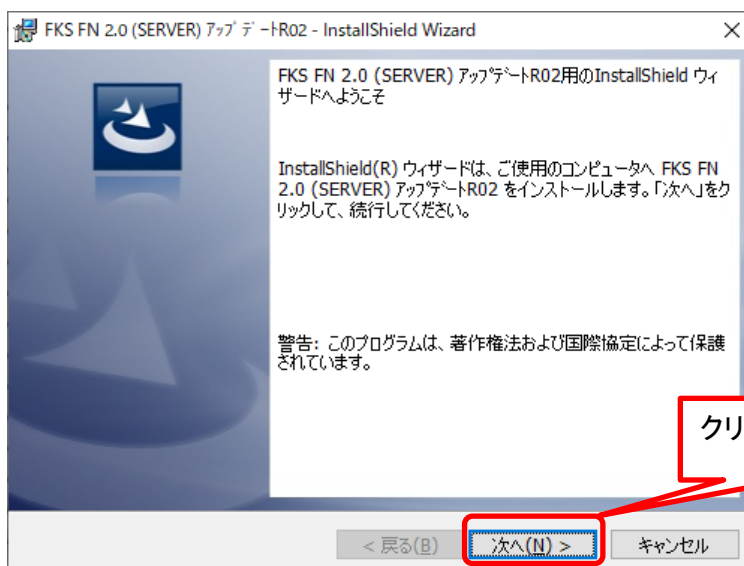 FKS FN 2.0 (SERVER) ｱｯﾌﾟﾃﾞｰﾄR02 - InstallShield Wizard
FKS FN 2.0 (SERVER) ｱｯﾌﾟﾃﾞｰﾄR02用のInstallShield ウィ
ザードへようこそ
InstallShield(R) ウィザードは、ご使用のコンピュータへ FKS FN
2.0 (SERVER) ｱｯﾌﾟﾃﾞｰﾄR02 をインストールします。「次へ」をク
リックして、続行してください。
警告: このプログラムは、著作権法および国際協定によって保護
されています。
クリ
< 戻る(B)
次へ(N) >
キャンセル